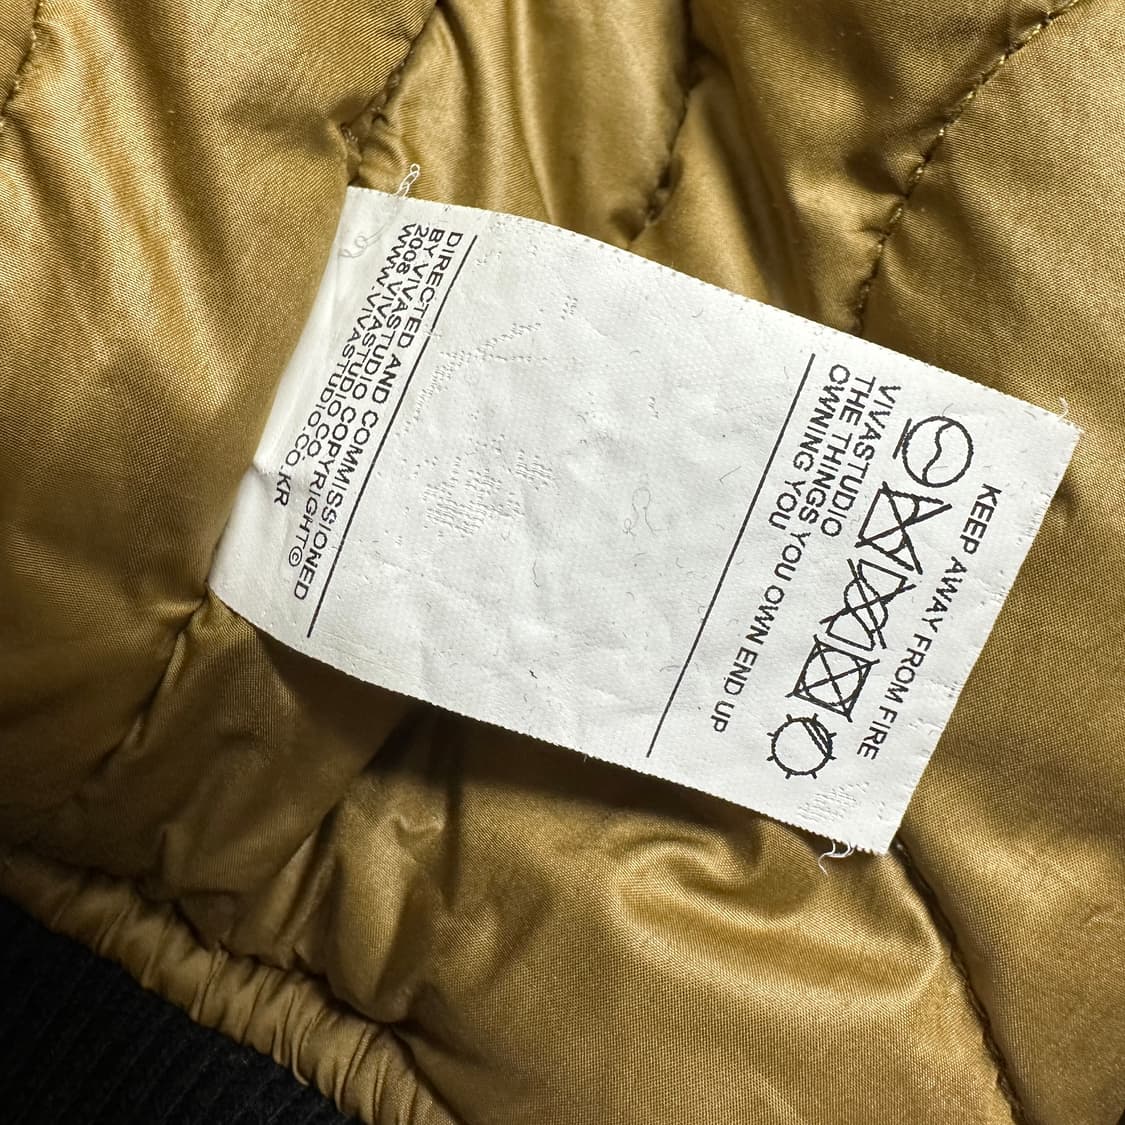 KEEP AWAY FROM FIRE
VIVASTUDIO
THE THINGS YOU OWN END UP
OWNING YOU
DIRECTED AND COMMISSIONED
BY VIVASTUDIO COPYRIGHT©
2008 VIVASTUDIO CO.
WWW.VIVASTUDIO.CO.KR